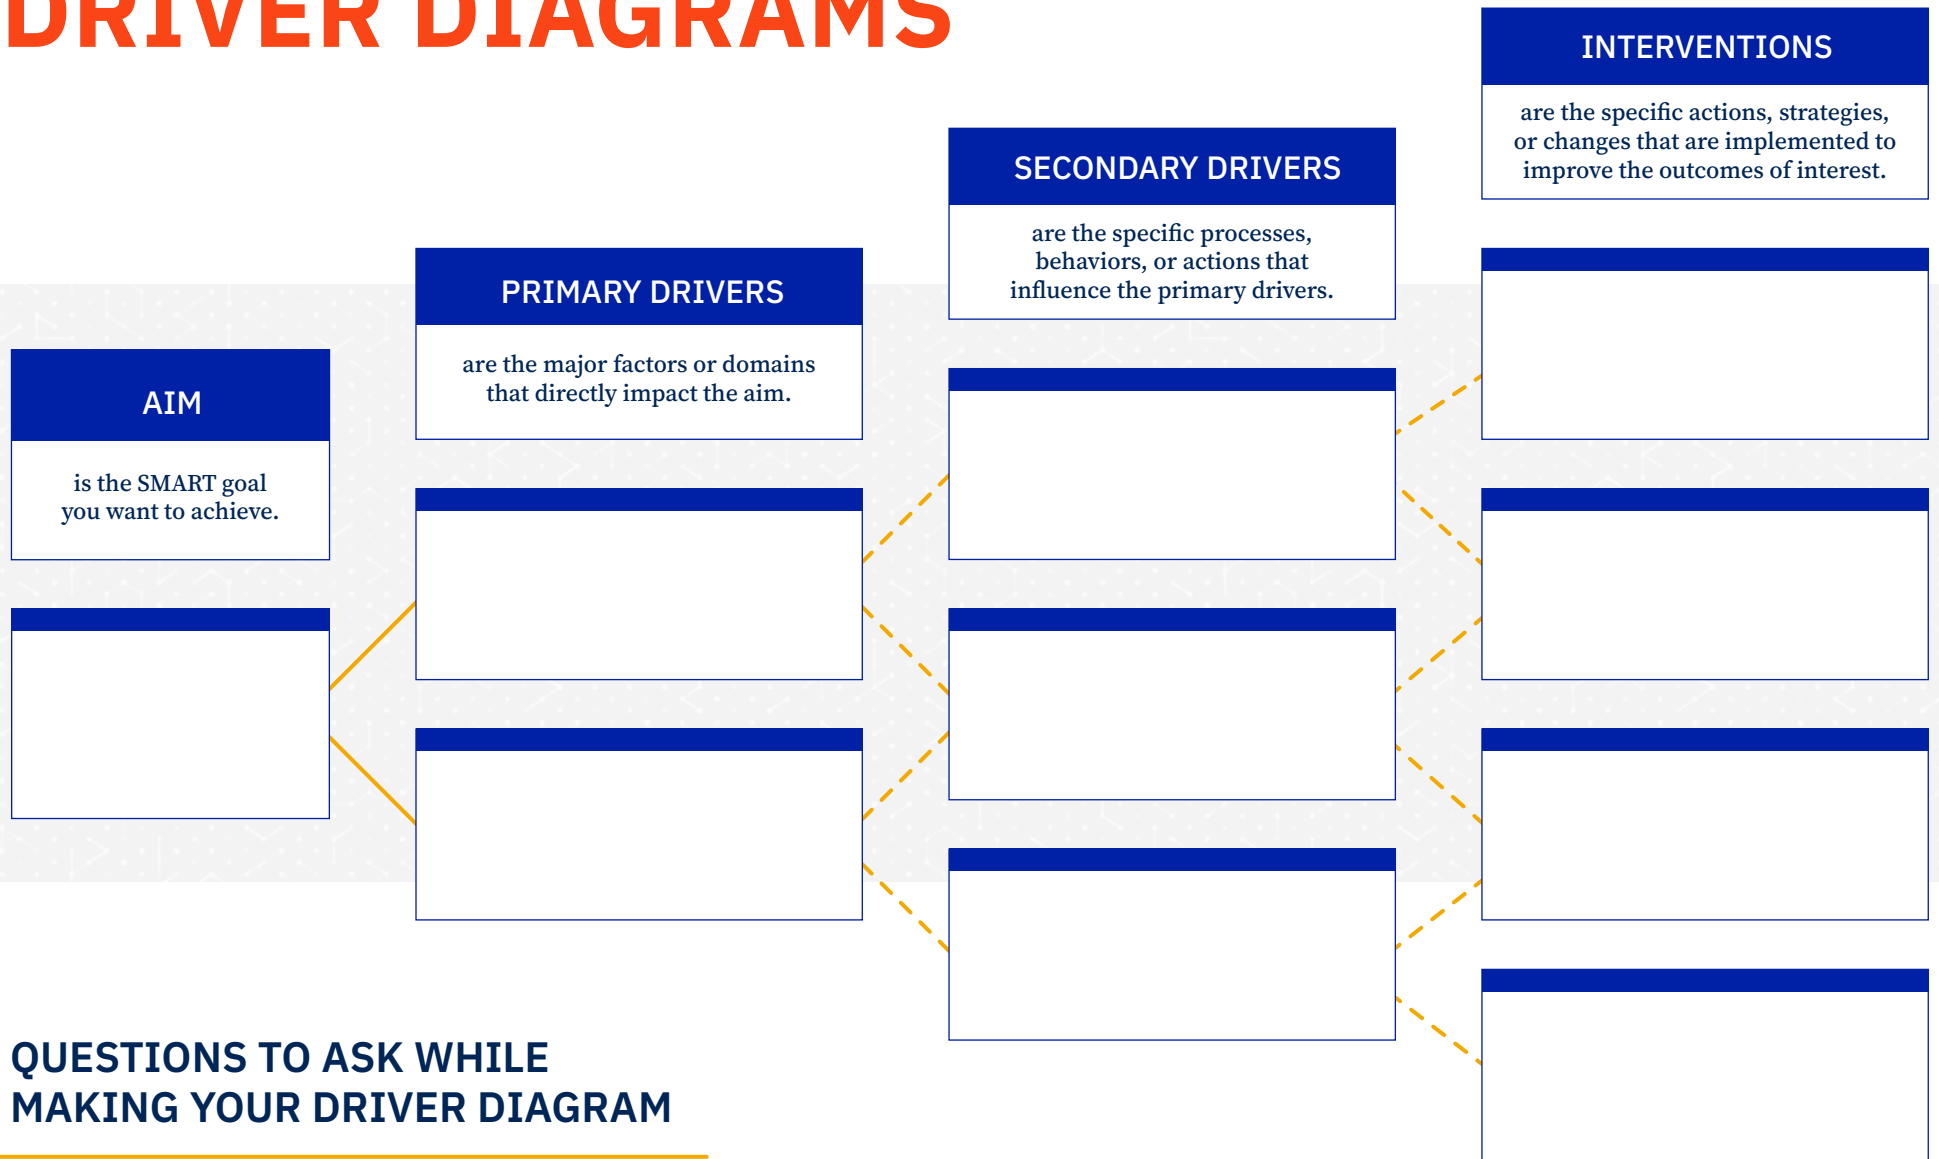 DRIVER DIAGRAMS
AIM
is the SMART goal
you want to achieve.
PRIMARY DRIVERS
are the major factors or domains
that directly impact the aim.
SECONDARY DRIVERS
are the specific processes,
behaviors, or actions that
influence the primary drivers.
INTERVENTIONS
are the specific actions, strategies,
or changes that are implemented to
improve the outcomes of interest.
QUESTIONS TO ASK WHILE
MAKING YOUR DRIVER DIAGRAM